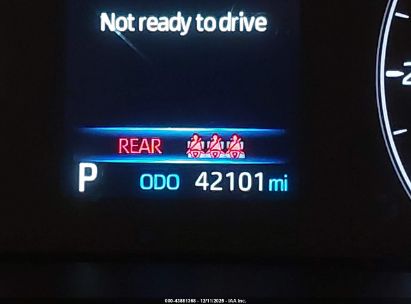 Not ready to drive
REAR
P ODO 42101 mi